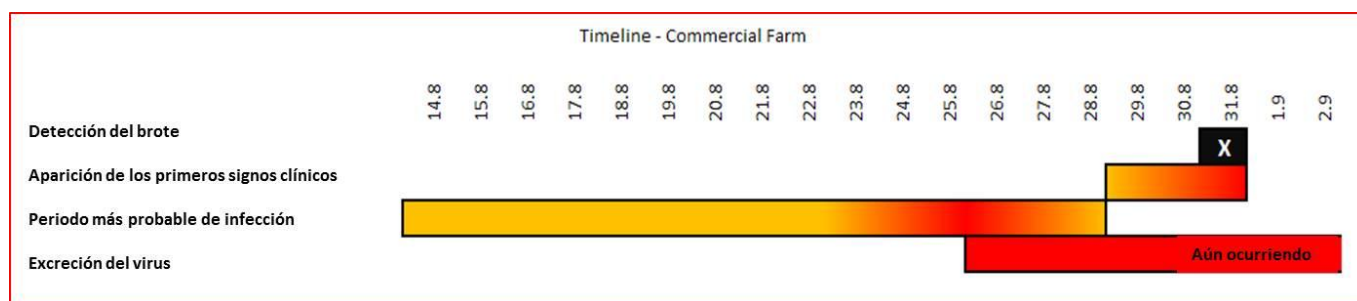 Timeline - Commercial Farm
14.8 15.8 16.8 17.8 18.8 19.8 20.8 21.8 22.8 23.8 24.8 25.8 26.8 27.8 28.8 29.8 30.8 31.8 1.9 2.9
Detección del brote
X
Aparición de los primeros signos clínicos
Periodo más probable de infección
Excreción del virus
Aún ocurriendo